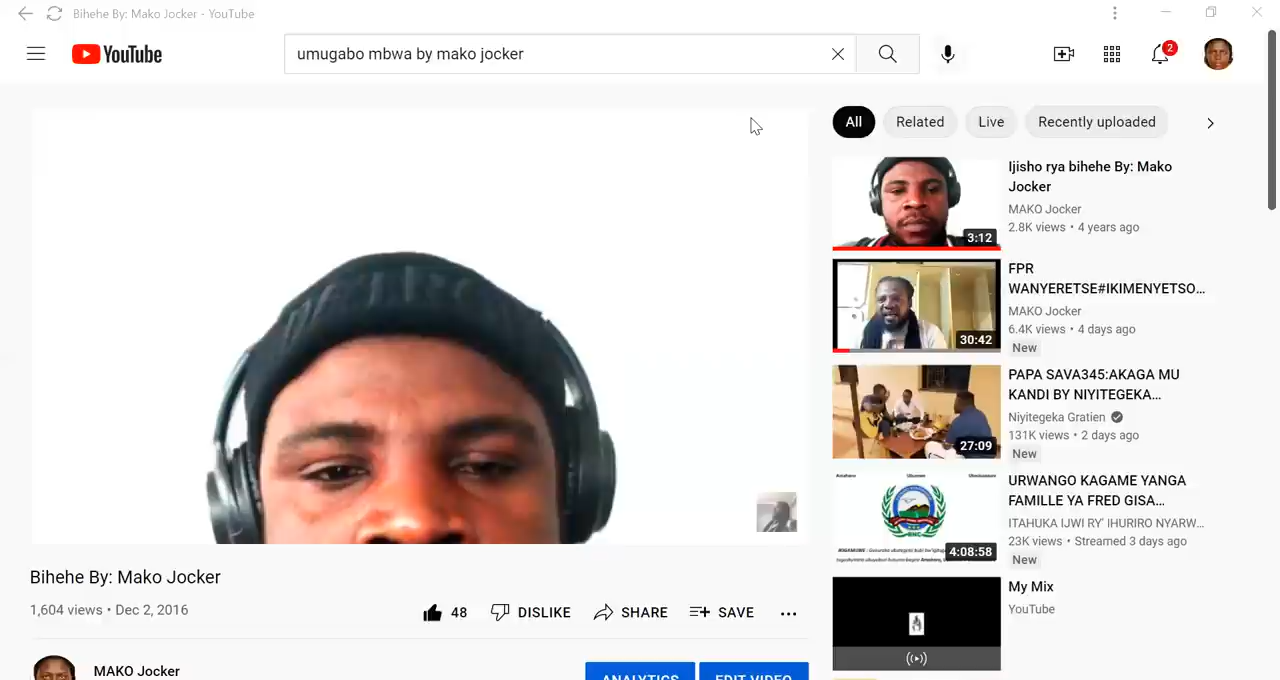 Bihehe By: Mako Jocker - YouTube
YouTube
umugabo mbwa by mako jocker
2
All
Related
Live
Recently uploaded
3:12
Ijisho rya bihehe By: Mako
Jocker
MAKO Jocker
2.8K views • 4 years ago
30:42
FPR
WANYERETSE#IKIMENYETSO...
MAKO Jocker
6.4K views • 4 days ago
New
27:09
PAPA SAVA345:AKAGA MU
KANDI BY NIYITEGEKA...
Niyitegeka Gratien
131K views • 2 days ago
New
4:08:58
URWANGO KAGAME YANGA
FAMILLE YA FRED GISA...
ITAHUKA IJWI RY' IHURIRO NYARW...
23K views • Streamed 3 days ago
New
My Mix
YouTube
Bihehe By: Mako Jocker
1,604 views • Dec 2, 2016
48
DISLIKE
SHARE
SAVE
MAKO Jocker
ANALYTICS
EDIT VIDEO